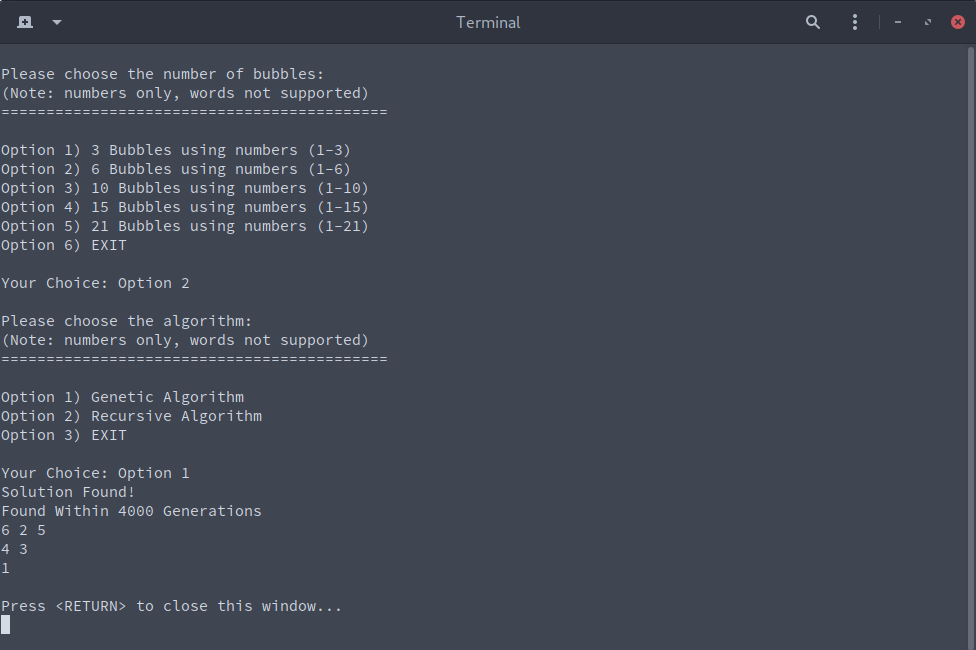 Terminal
Please choose the number of bubbles:
(Note: numbers only, words not supported)
===========================================
Option 1) 3 Bubbles using numbers (1-3)
Option 2) 6 Bubbles using numbers (1-6)
Option 3) 10 Bubbles using numbers (1-10)
Option 4) 15 Bubbles using numbers (1-15)
Option 5) 21 Bubbles using numbers (1-21)
Option 6) EXIT
Your Choice: Option 2
Please choose the algorithm:
(Note: numbers only, words not supported)
===========================================
Option 1) Genetic Algorithm
Option 2) Recursive Algorithm
Option 3) EXIT
Your Choice: Option 1
Solution Found!
Found Within 4000 Generations
6 2 5
4 3
1
Press <RETURN> to close this window...